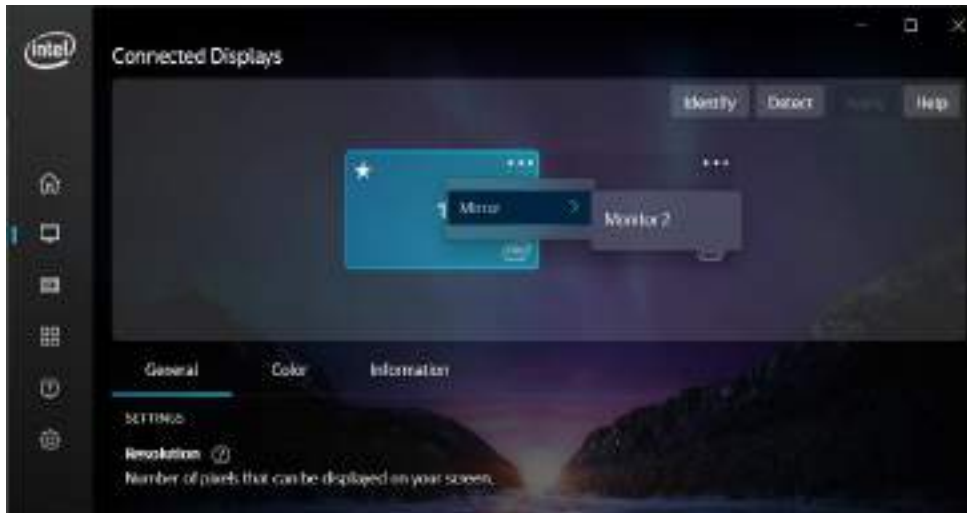 intel
Connected Displays
Identify
Detect
Help
1
Mirror
Monitor 2
General
Color
Information
SETTINGS
Resolution
Number of pixels that can be displayed on your screen.